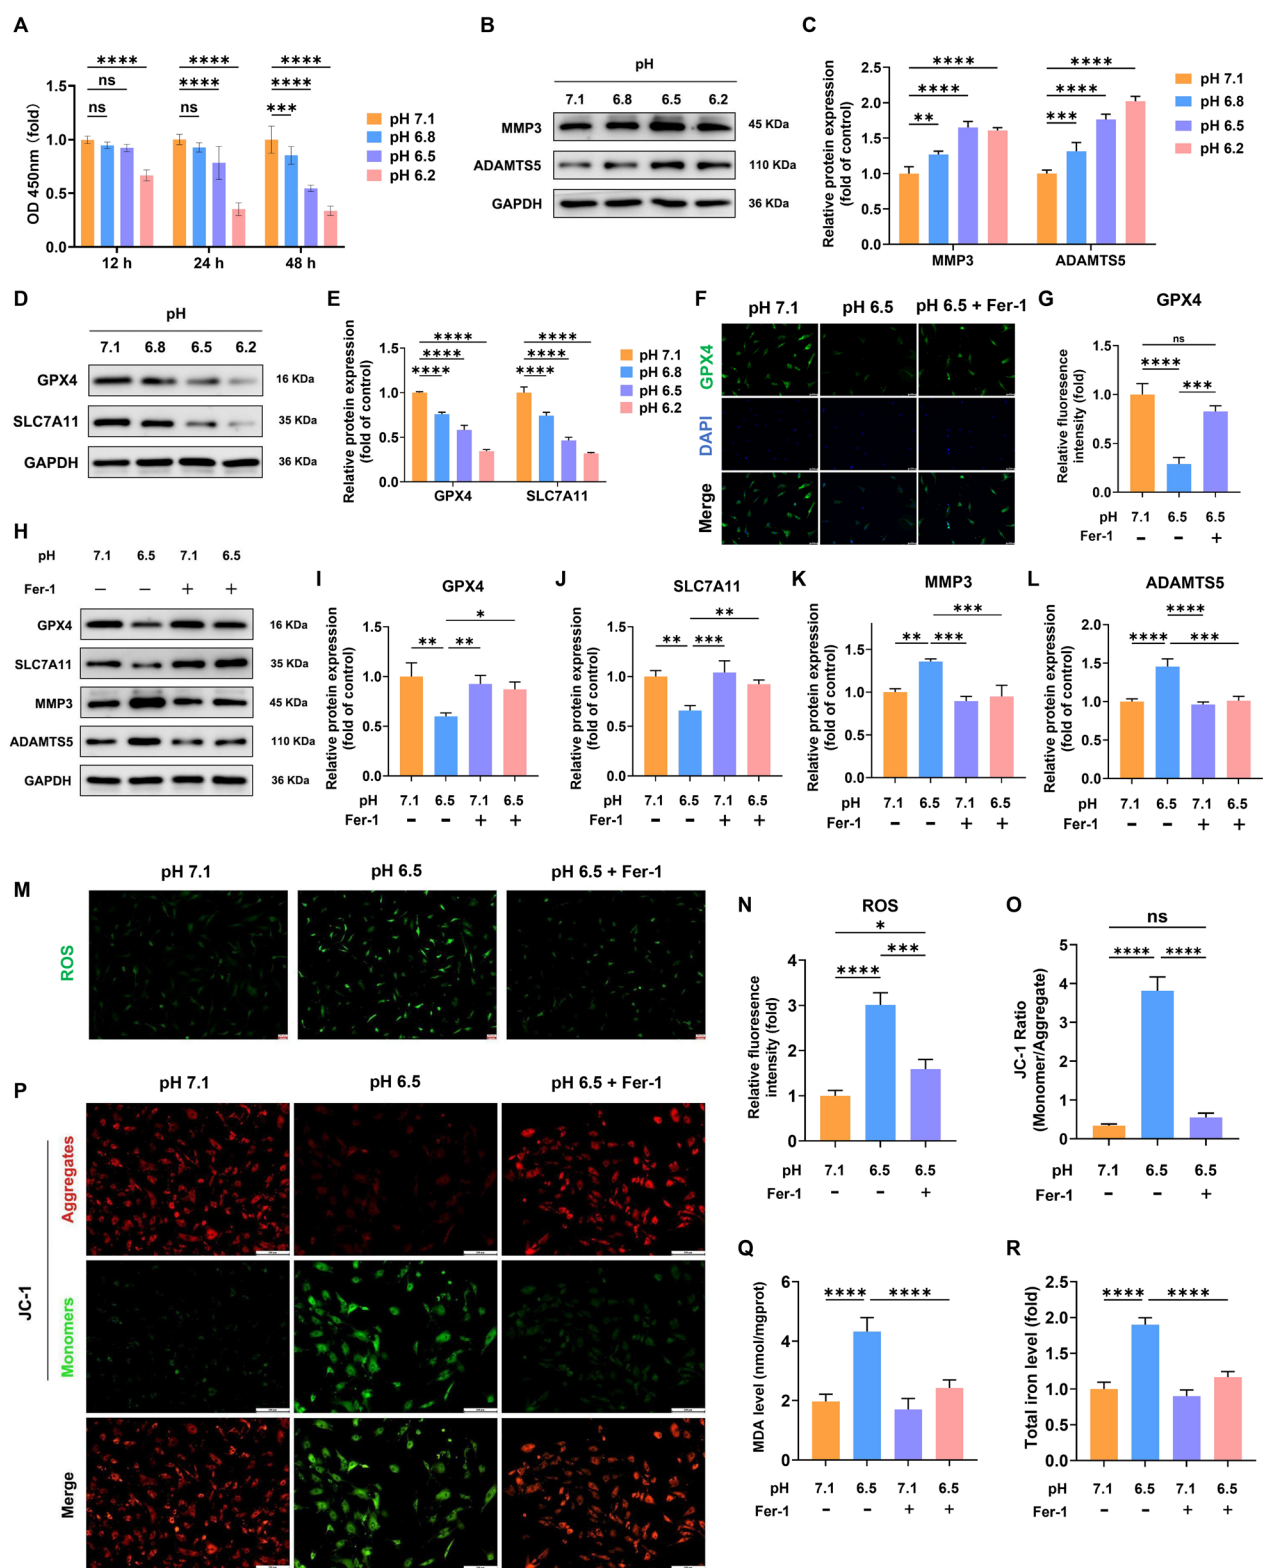 A
OD 450nm (fold)
1.5
1.0
0.5
0.0
**** **** ****
ns **** ****
ns ns ***
12 h 24 h 48 h
pH 7.1
pH 6.8
pH 6.5
pH 6.2
B
pH
7.1 6.8 6.5 6.2
MMP3 45 KDa
ADAMTS5 110 KDa
GAPDH 36 KDa
C
Relative protein expression
(fold of control)
2.5
2.0
1.5
1.0
0.5
0.0
**** ****
**** ****
** ***
MMP3 ADAMTS5
pH 7.1
pH 6.8
pH 6.5
pH 6.2
D
pH
7.1 6.8 6.5 6.2
GPX4 16 KDa
SLC7A11 35 KDa
GAPDH 36 KDa
E
Relative protein expression
(fold of control)
1.5
1.0
0.5
0.0
**** ****
**** ****
**** ****
GPX4 SLC7A11
pH 7.1
pH 6.8
pH 6.5
pH 6.2
F
pH 7.1 pH 6.5 pH 6.5 + Fer-1
GPX4
DAPI
Merge
G
GPX4
Relative fluoresence
intensity (fold)
1.5
1.0
0.5
0.0
ns
****
***
pH 7.1 6.5 6.5
Fer-1 − − +
H
pH 7.1 6.5 7.1 6.5
Fer-1 − − + +
GPX4 16 KDa
SLC7A11 35 KDa
MMP3 45 KDa
ADAMTS5 110 KDa
GAPDH 36 KDa
I
GPX4
Relative protein expression
(fold of control)
1.5
1.0
0.5
0.0
*
** **
pH 7.1 6.5 7.1 6.5
Fer-1 − − + +
J
SLC7A11
Relative protein expression
(fold of control)
1.5
1.0
0.5
0.0
**
** ***
pH 7.1 6.5 7.1 6.5
Fer-1 − − + +
K
MMP3
Relative protein expression
(fold of control)
1.5
1.0
0.5
0.0
***
** ***
pH 7.1 6.5 7.1 6.5
Fer-1 − − + +
L
ADAMTS5
Relative protein expression
(fold of control)
2.0
1.5
1.0
0.5
0.0
****
**** ***
pH 7.1 6.5 7.1 6.5
Fer-1 − − + +
M
pH 7.1 pH 6.5 pH 6.5 + Fer-1
ROS
N
ROS
Relative fluoresence
intensity (fold)
4
3
2
1
0
*
***
****
pH 7.1 6.5 6.5
Fer-1 − − +
O
JC-1 Ratio
(Monomer/Aggregate)
5
4
3
2
1
0
ns
**** ****
pH 7.1 6.5 6.5
Fer-1 − − +
P
pH 7.1 pH 6.5 pH 6.5 + Fer-1
JC-1
Aggregates
Monomers
Merge
Q
MDA level (nmol/mgprot)
6
4
2
0
**** ****
pH 7.1 6.5 7.1 6.5
Fer-1 − − + +
R
Total iron level (fold)
2.5
2.0
1.5
1.0
0.5
0.0
**** ****
pH 7.1 6.5 7.1 6.5
Fer-1 − − + +